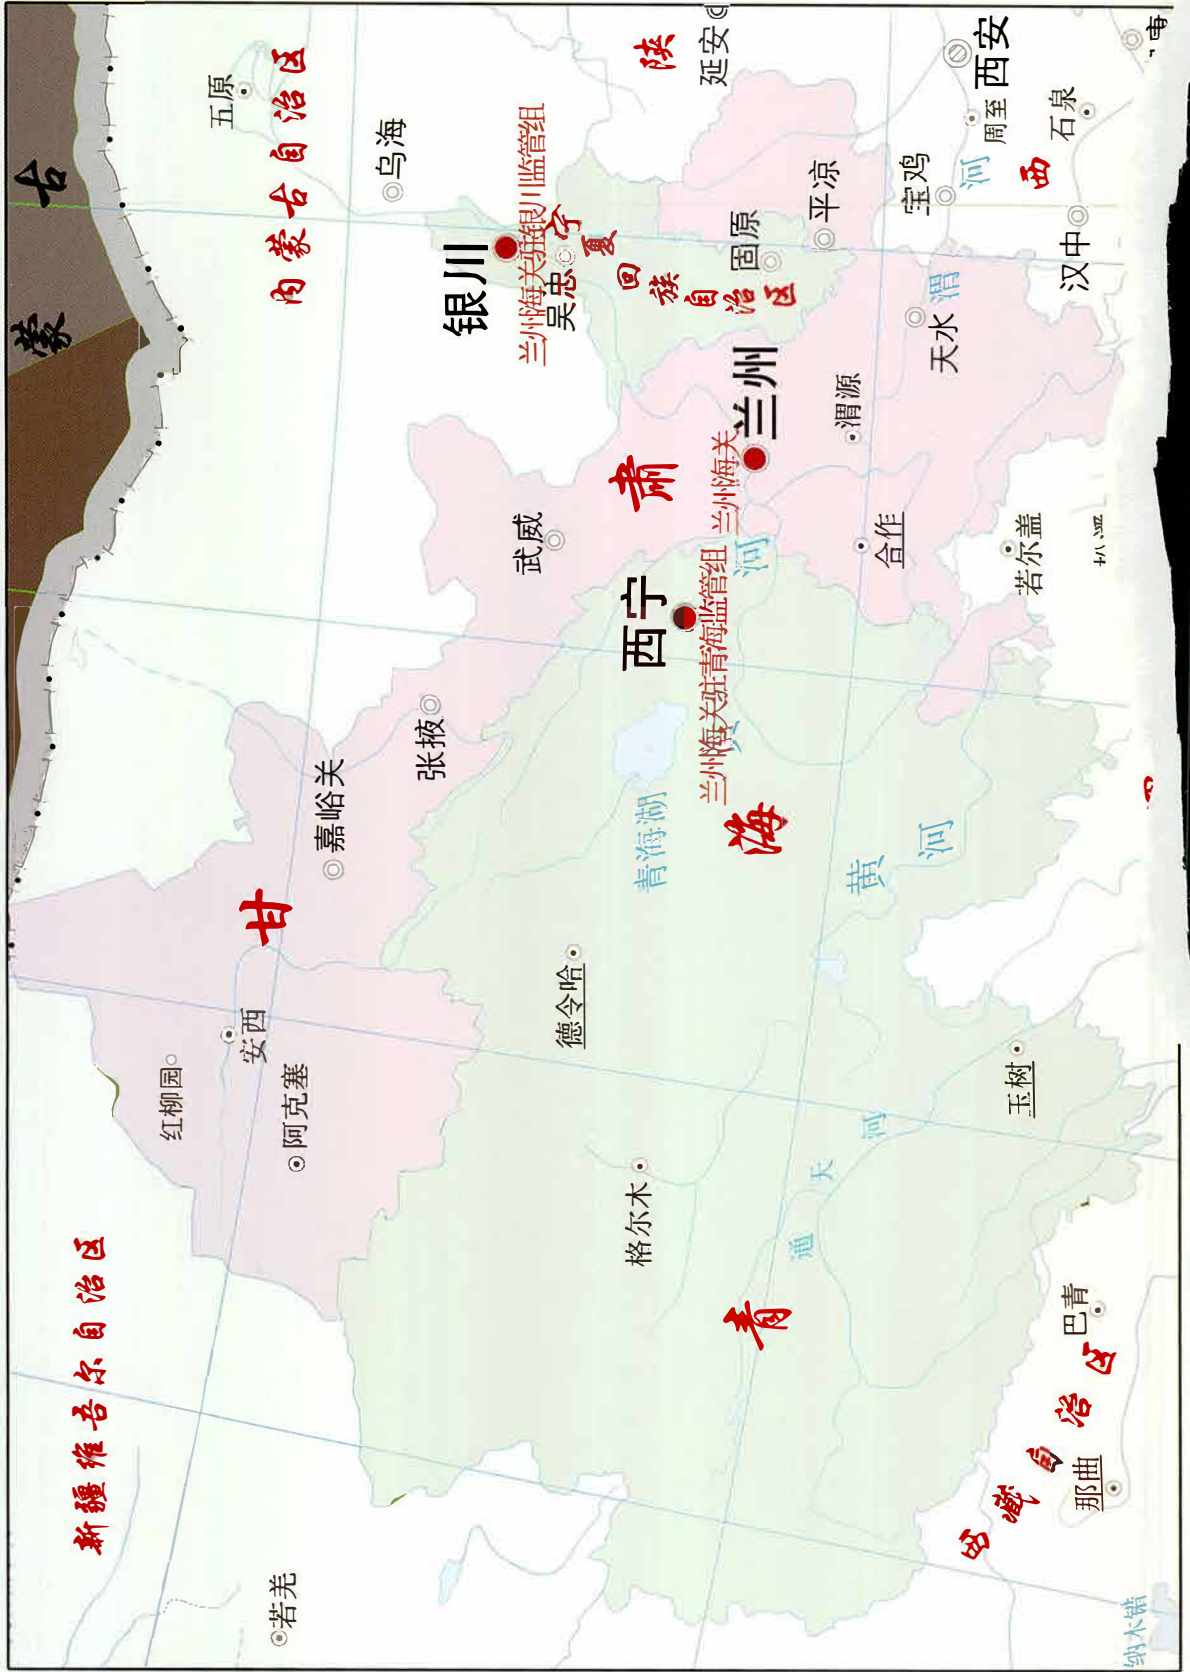 新疆维吾尔自治区
红柳园
安西
甘
阿克塞
若羌
嘉峪关
张掖
蒙
古
五原
内蒙古自治区
乌海
银川
兰州海关驻银川监管组
吴忠
宁夏回族自治区
武威
肃
陕
延安
固原
平凉
兰州
兰州海关
西宁
兰州海关驻青海监管组
河
青海湖
海
德令哈
格尔木
青
通
天
河
黄
河
渭源
合作
天水
渭
河
宝鸡
西安
周至
石泉
西
汉中
若尔盖
玉树
巴青
西藏自治区
那曲
纳木错